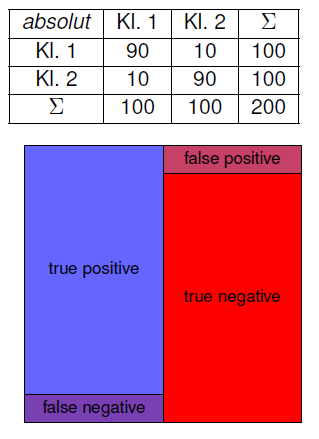 absolut Kl. 1 Kl. 2 Σ
Kl. 1 90 10 100
Kl. 2 10 90 100
Σ 100 100 200
false positive
true positive
true negative
false negative